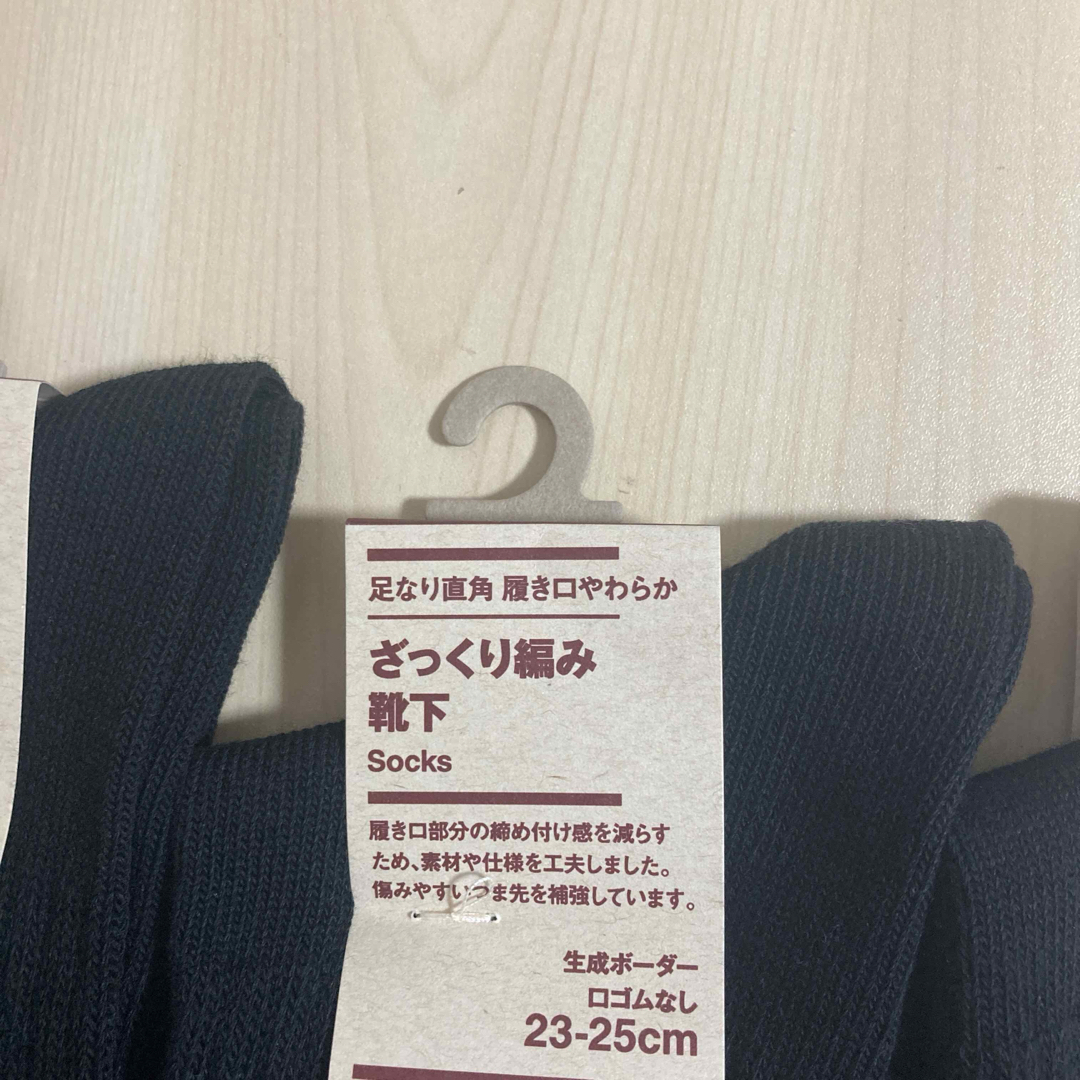 足なり直角 履き口やわらか
ざっくり編み
靴下
Socks
履き口部分の締め付け感を減らす
ため、素材や仕様を工夫しました。
傷みやすいつま先を補強しています。
生成ボーダー
口ゴムなし
23-25cm